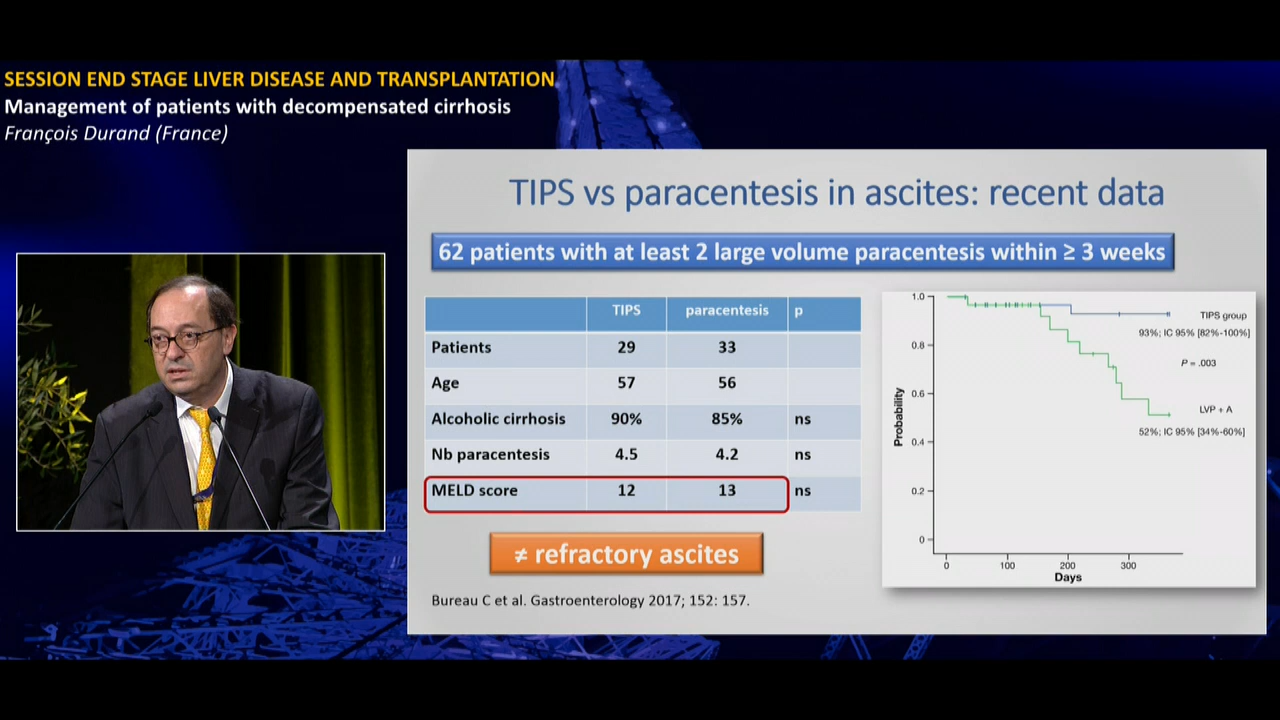 SESSION END STAGE LIVER DISEASE AND TRANSPLANTATION
Management of patients with decompensated cirrhosis
François Durand (France)
TIPS vs paracentesis in ascites: recent data
62 patients with at least 2 large volume paracentesis within ≥ 3 weeks
TIPS paracentesis p
Patients 29 33
Age 57 56
Alcoholic cirrhosis 90% 85% ns
Nb paracentesis 4.5 4.2 ns
MELD score 12 13 ns
≠ refractory ascites
Bureau C et al. Gastroenterology 2017; 152: 157.
1.0
0.8
0.6
0.4
0.2
0
Probability
0 100 200 300
Days
TIPS group
93%; IC 95% [82%-100%]
P = .003
LVP + A
52%; IC 95% [34%-60%]